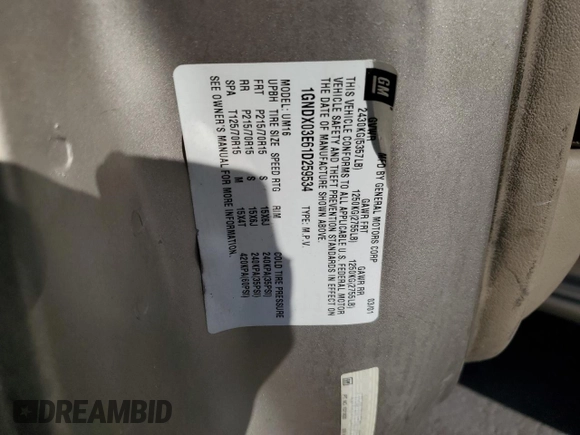 GM
MFD BY GENERAL MOTORS CORP 03/01
GVWR GAWR FRT GAWR RR
2430KG(5357LB) 1250KG(2755LB) 1250KG(2755LB)
THIS VEHICLE CONFORMS TO ALL APPLICABLE U.S. FEDERAL MOTOR
VEHICLE SAFETY AND THEFT PREVENTION STANDARDS IN EFFECT ON
THE DATE OF MANUFACTURE SHOWN ABOVE.
1GNDX03E61D269534 TYPE: M.P.V.
MODEL: UM16
UPBH TIRE SIZE SPEED RTG RIM COLD TIRE PRESSURE
FRT P215/70R15 S 15X6J 240KPA(35PSI)
RR P215/70R15 S 15X6J 240KPA(35PSI)
SPA T125/70R15 M 15X4T 420KPA(60PSI)
SEE OWNER'S MANUAL FOR MORE INFORMATION.
DREAMBID